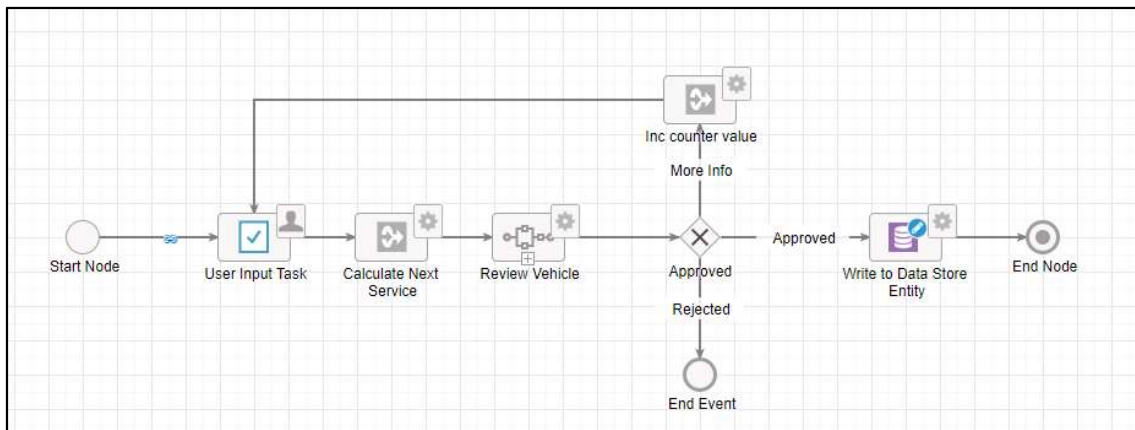 Inc counter value
More Info
Start Node
User Input Task
Calculate Next
Service
Review Vehicle
Approved
Approved
Write to Data Store
Entity
End Node
Rejected
End Event